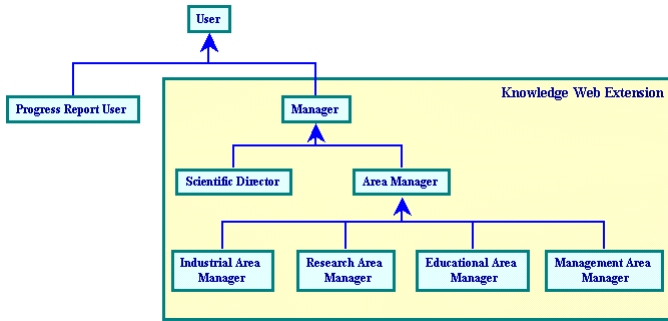 User
Knowledge Web Extension
Progress Report User
Manager
Scientific Director
Area Manager
Industrial Area
Manager
Research Area
Manager
Educational Area
Manager
Management Area
Manager